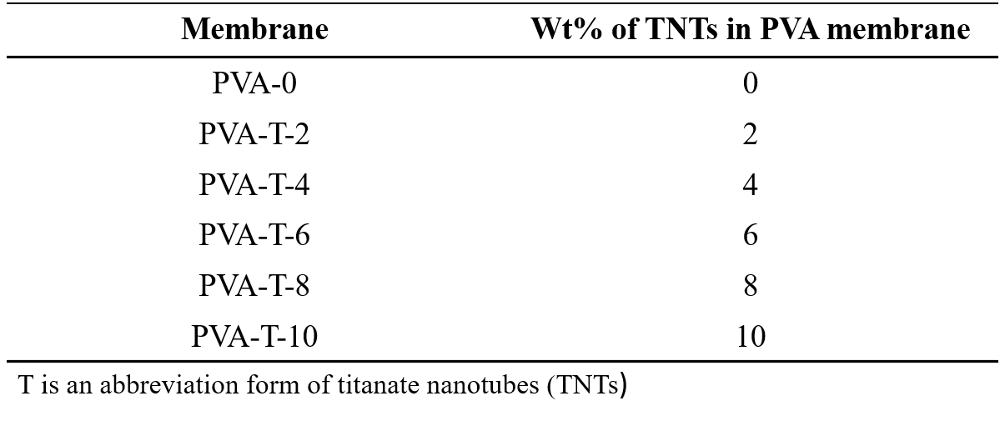 Membrane Wt% of TNTs in PVA membrane
PVA-0 0
PVA-T-2 2
PVA-T-4 4
PVA-T-6 6
PVA-T-8 8
PVA-T-10 10
T is an abbreviation form of titanate nanotubes (TNTs)